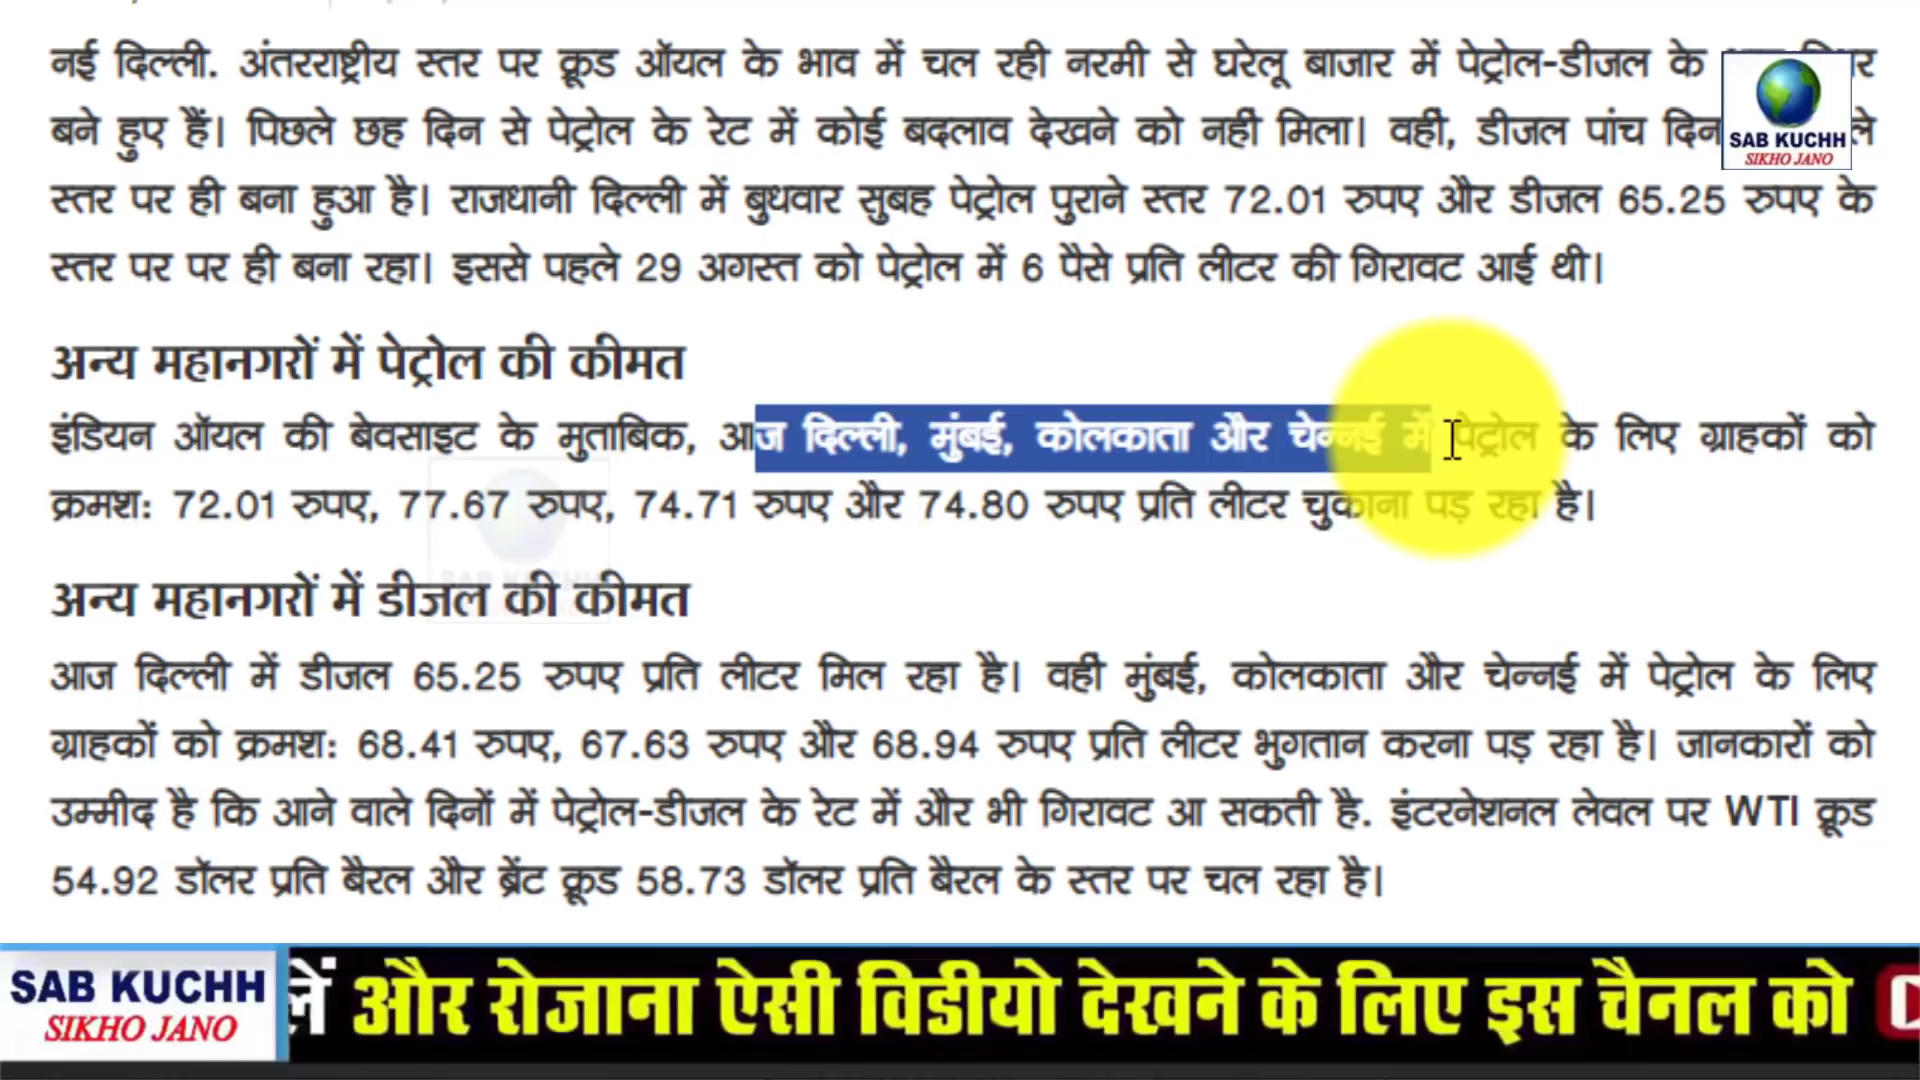 नई दिल्ली. अंतरराष्ट्रीय स्तर पर क्रूड ऑयल के भाव में चल रही नरमी से घरेलू बाजार में पेट्रोल-डीजल के
बने हुए हैं। पिछले छह दिन से पेट्रोल के रेट में कोई बदलाव देखने को नहीं मिला। वहीं, डीजल पांच दिन
SAB KUCHH
SIKHO JANO
स्तर पर ही बना हुआ है। राजधानी दिल्ली में बुधवार सुबह पेट्रोल पुराने स्तर 72.01 रुपए और डीजल 65.25 रुपए के
स्तर पर पर ही बना रहा। इससे पहले 29 अगस्त को पेट्रोल में 6 पैसे प्रति लीटर की गिरावट आई थी।
अन्य महानगरों में पेट्रोल की कीमत
इंडियन ऑयल की बेवसाइट के मुताबिक, आज दिल्ली, मुंबई, कोलकाता और चेन्नई में पेट्रोल के लिए ग्राहकों को
क्रमश: 72.01 रुपए, 77.67 रुपए, 74.71 रुपए और 74.80 रुपए प्रति लीटर चुकाना पड़ रहा है।
SAB KUCHH
अन्य महानगरों में डीजल की कीमत
आज दिल्ली में डीजल 65.25 रुपए प्रति लीटर मिल रहा है। वहीं मुंबई, कोलकाता और चेन्नई में पेट्रोल के लिए
ग्राहकों को क्रमश: 68.41 रुपए, 67.63 रुपए और 68.94 रुपए प्रति लीटर भुगतान करना पड़ रहा है। जानकारों को
उम्मीद है कि आने वाले दिनों में पेट्रोल-डीजल के रेट में और भी गिरावट आ सकती है. इंटरनेशनल लेवल पर WTI क्रूड
54.92 डॉलर प्रति बैरल और ब्रेंट क्रूड 58.73 डॉलर प्रति बैरल के स्तर पर चल रहा है।
SAB KUCHH
SIKHO JANO
और रोजाना ऐसी विडीयो देखने के लिए इस चैनल को